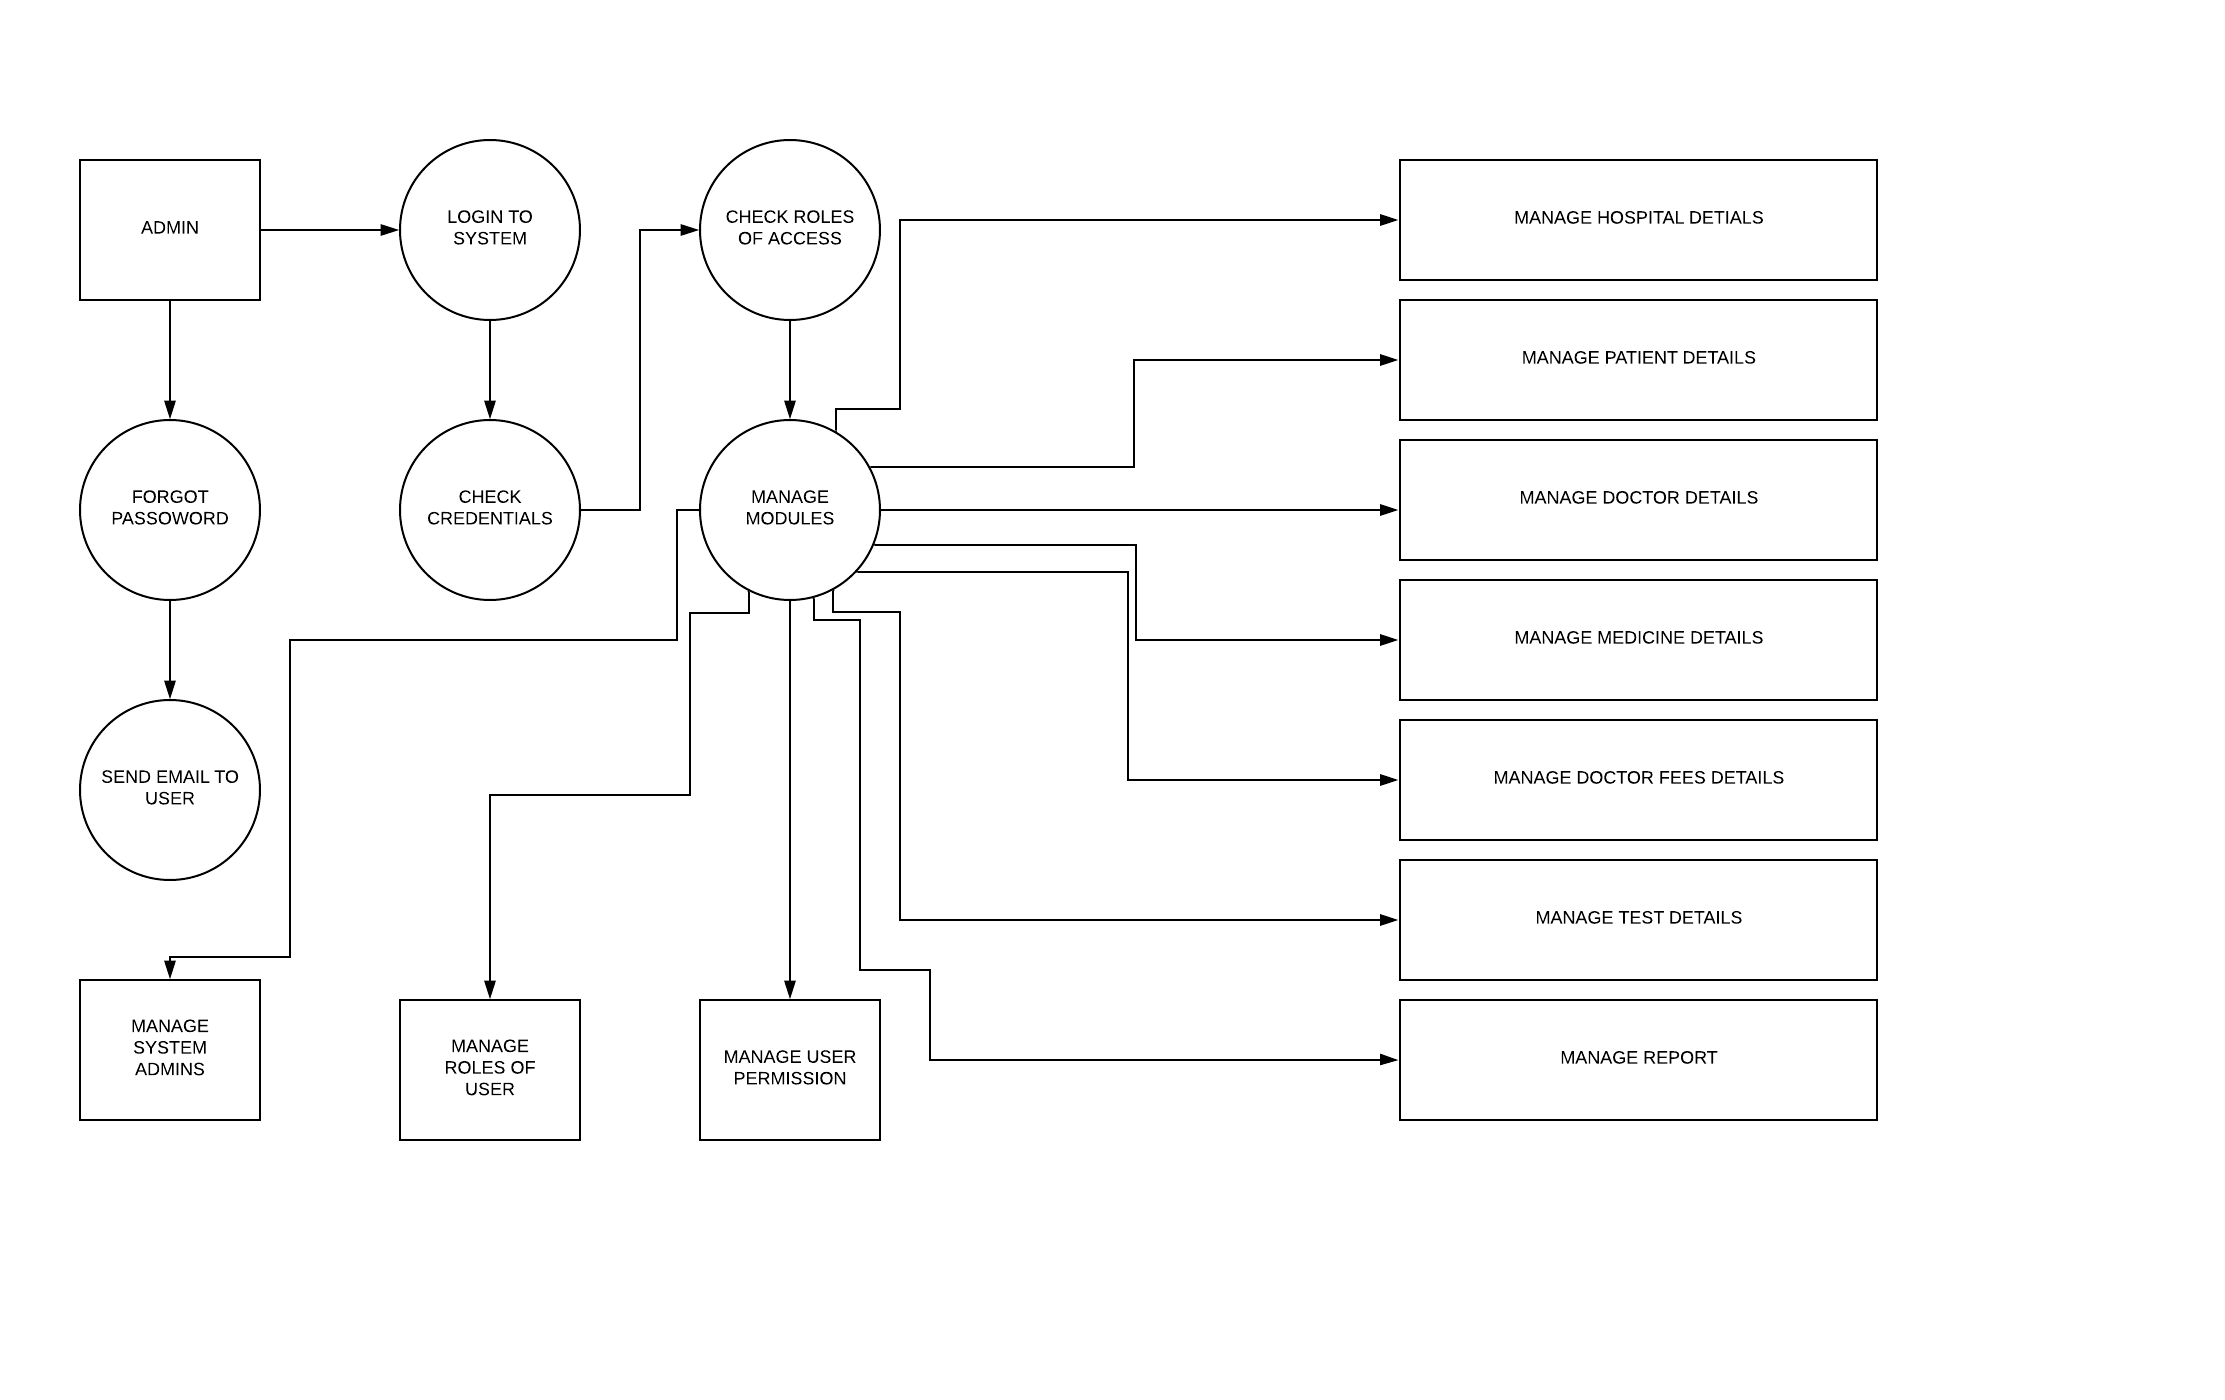 ADMIN
LOGIN TO
SYSTEM
CHECK ROLES
OF ACCESS
MANAGE HOSPITAL DETIALS
MANAGE PATIENT DETAILS
FORGOT
PASSOWORD
CHECK
CREDENTIALS
MANAGE
MODULES
MANAGE DOCTOR DETAILS
MANAGE MEDICINE DETAILS
SEND EMAIL TO
USER
MANAGE DOCTOR FEES DETAILS
MANAGE TEST DETAILS
MANAGE
SYSTEM
ADMINS
MANAGE
ROLES OF
USER
MANAGE USER
PERMISSION
MANAGE REPORT